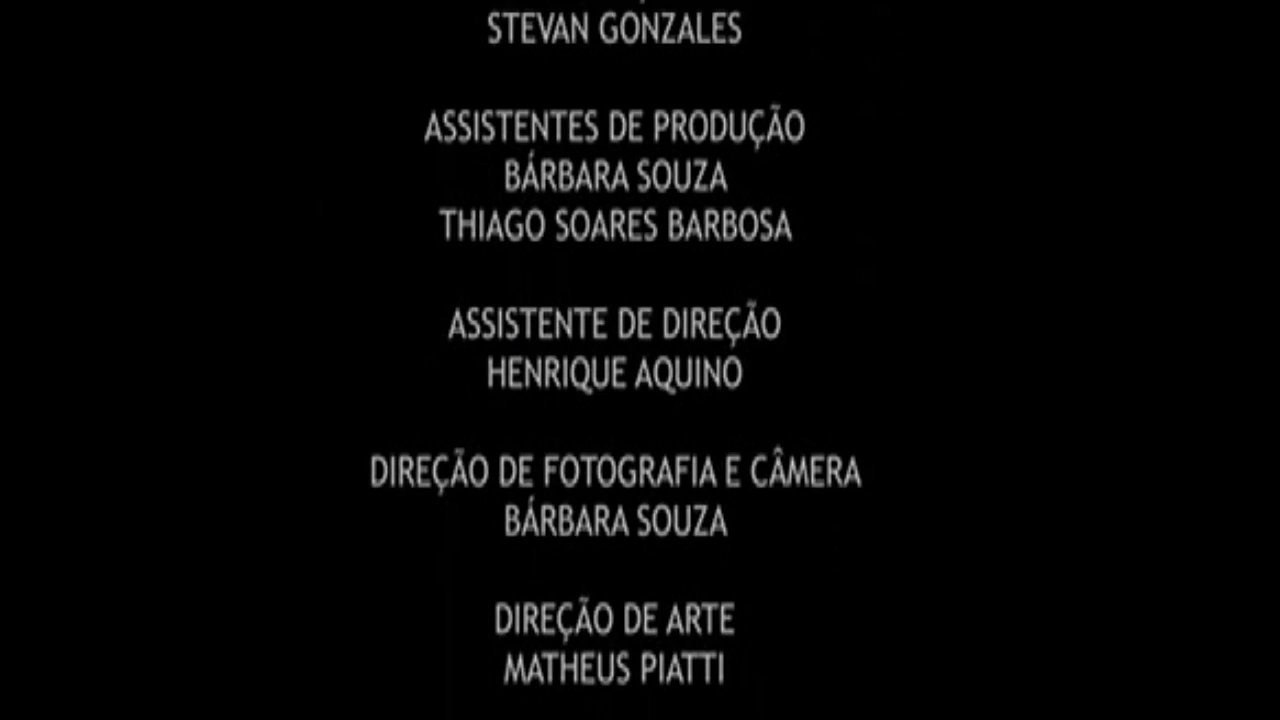 STEVAN GONZALES
ASSISTENTES DE PRODUÇÃO
BÁRBARA SOUZA
THIAGO SOARES BARBOSA
ASSISTENTE DE DIREÇÃO
HENRIQUE AQUINO
DIREÇÃO DE FOTOGRAFIA E CÂMERA
BÁRBARA SOUZA
DIREÇÃO DE ARTE
MATHEUS PIATTI